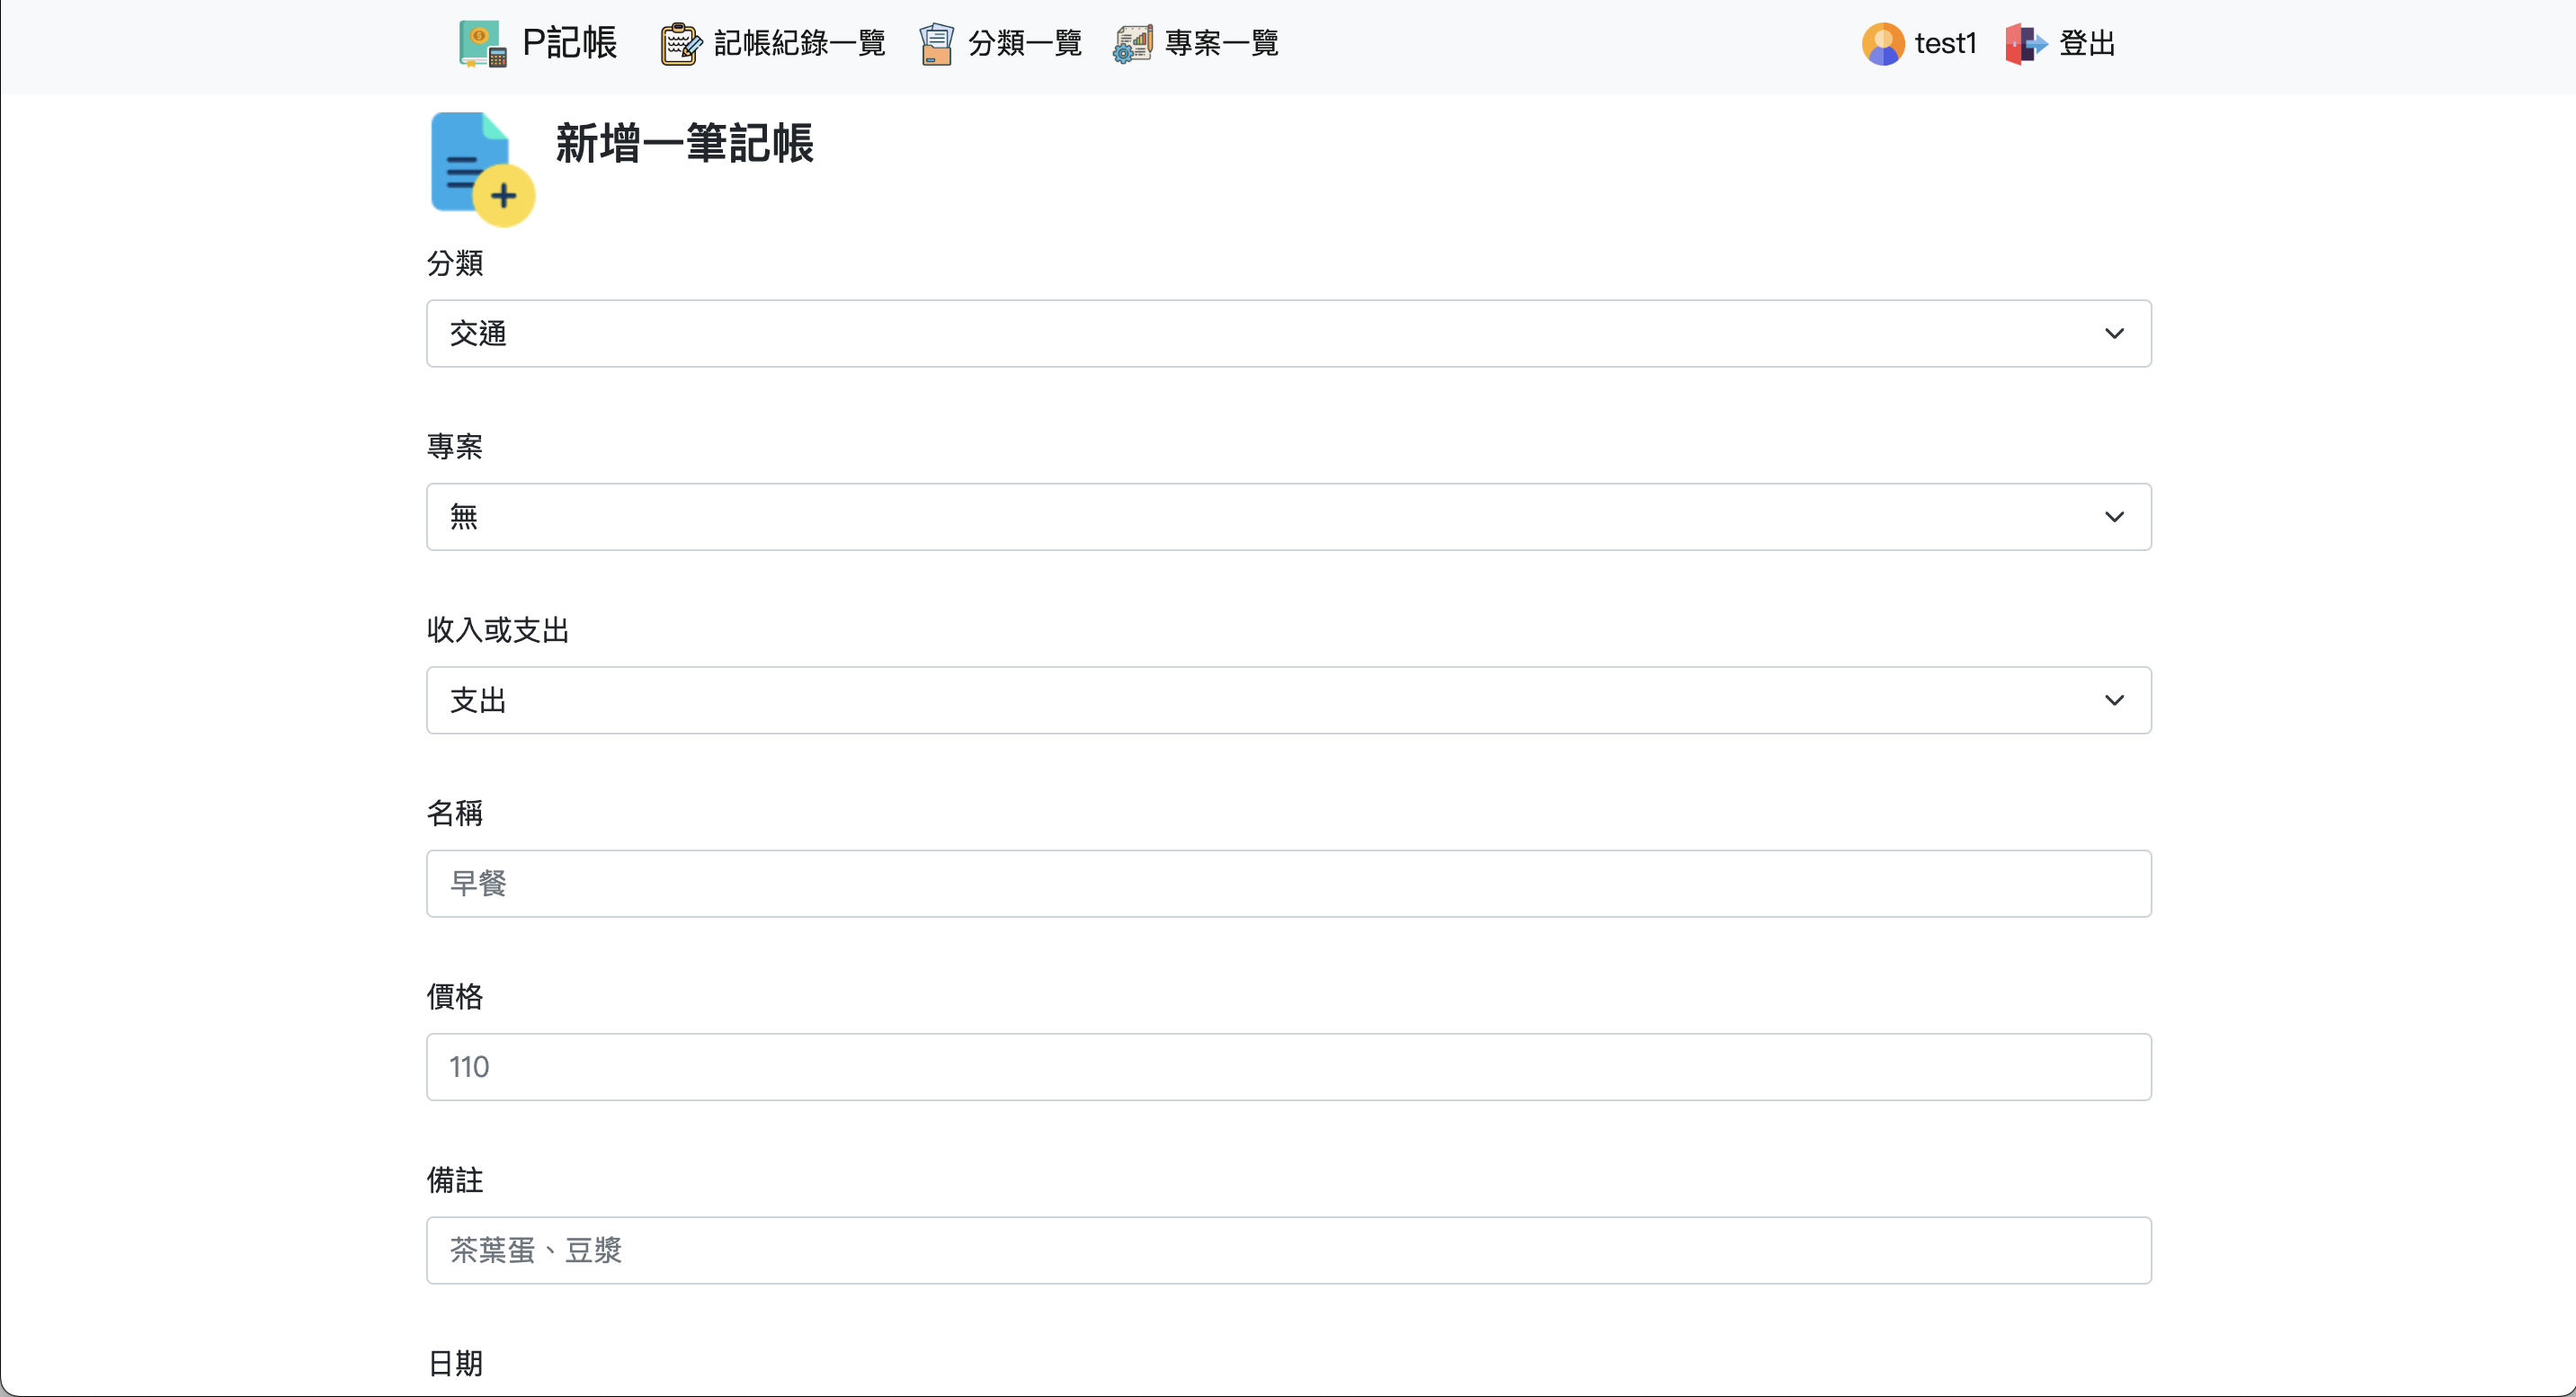 P記帳 記帳紀錄一覽 分類一覽 專案一覽 test1 登出
新增一筆記帳
分類
交通
專案
無
收入或支出
支出
名稱
早餐
價格
110
備註
茶葉蛋、豆漿
日期